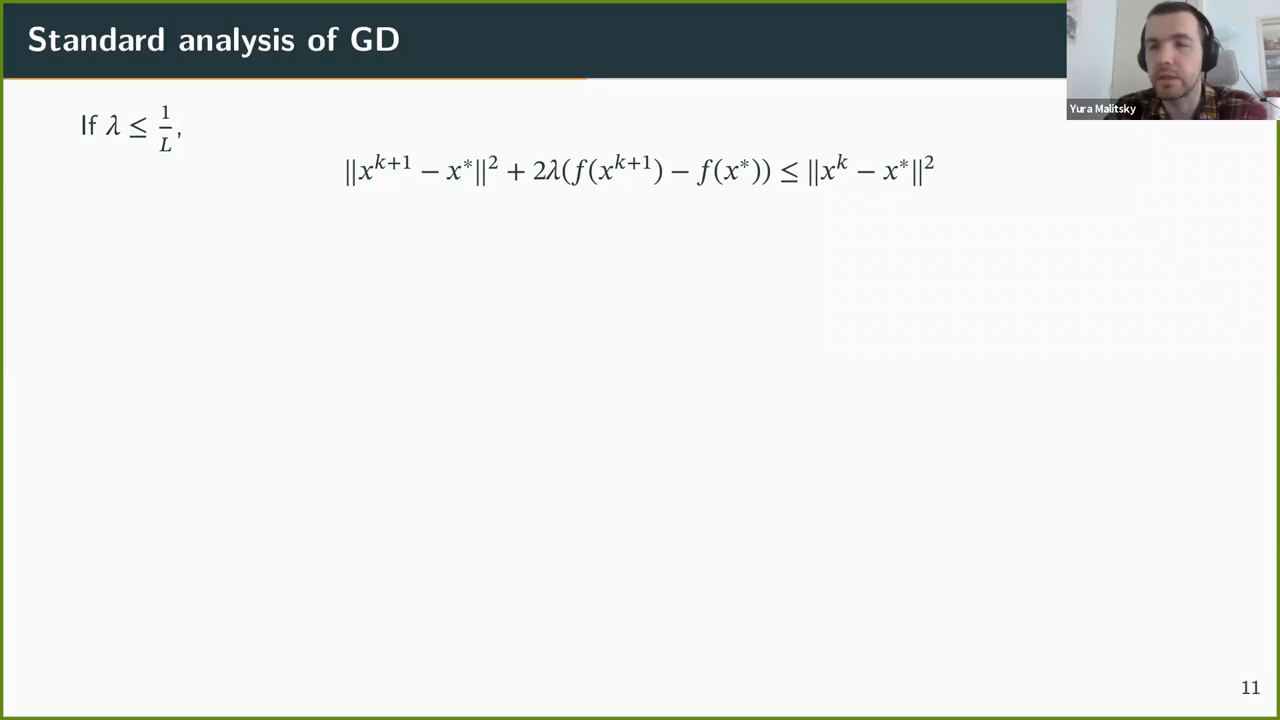 Standard analysis of GD
Yura Malitsky
If λ ≤ 1/L,
‖x^{k+1} − x*‖² + 2λ(f(x^{k+1}) − f(x*)) ≤ ‖x^k − x*‖²
11